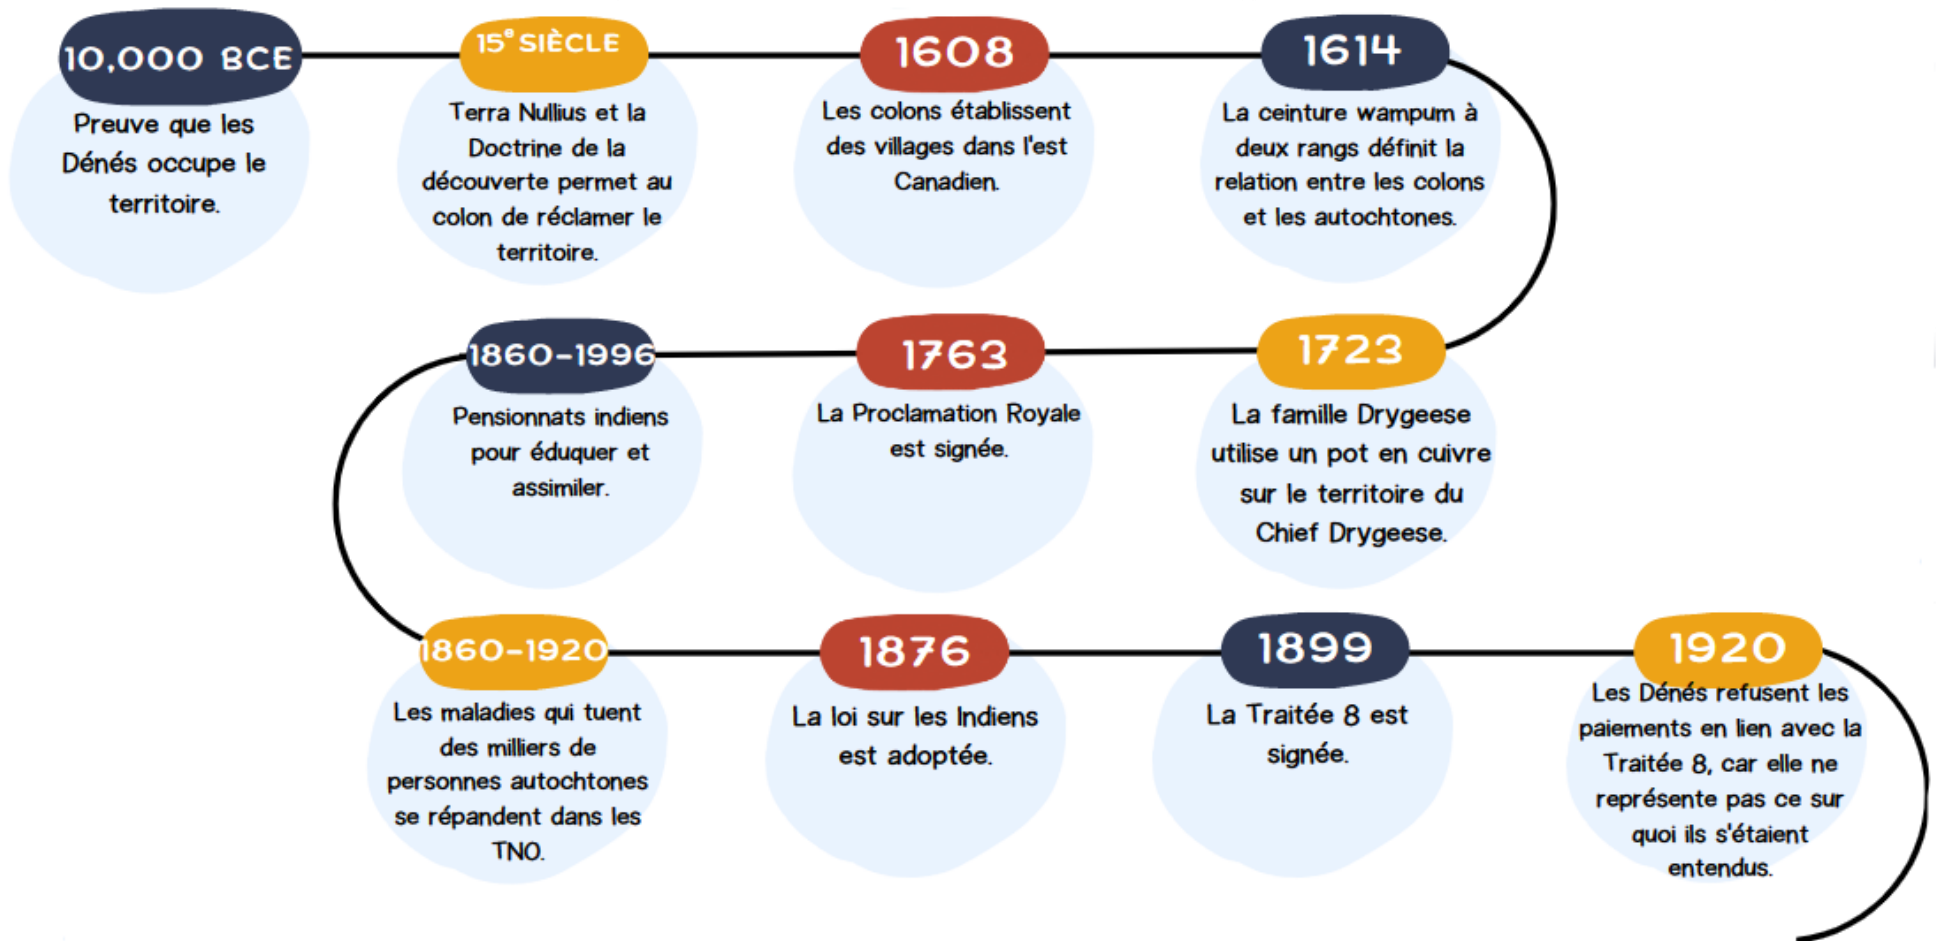 10,000 BCE
Preuve que les
Dénés occupe le
territoire.
15e SIÈCLE
Terra Nullius et la
Doctrine de la
découverte permet au
colon de réclamer le
territoire.
1608
Les colons établissent
des villages dans l'est
Canadien.
1614
La ceinture wampum à
deux rangs définit la
relation entre les colons
et les autochtones.
1723
La famille Drygeese
utilise un pot en cuivre
sur le territoire du
Chief Drygeese.
1763
La Proclamation Royale
est signée.
1860-1996
Pensionnats indiens
pour éduquer et
assimiler.
1860-1920
Les maladies qui tuent
des milliers de
personnes autochtones
se répandent dans les
TNO.
1876
La loi sur les Indiens
est adoptée.
1899
La Traitée 8 est
signée.
1920
Les Dénés refusent les
paiements en lien avec la
Traitée 8, car elle ne
représente pas ce sur
quoi ils s'étaient
entendus.